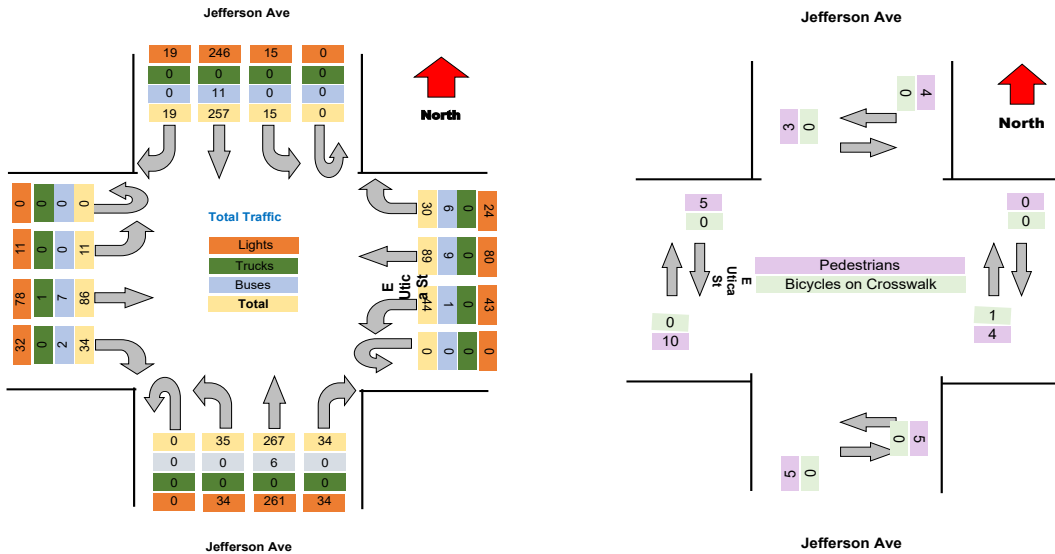 Jefferson Ave
19 246 15 0
0 0 0 0
0 11 0 0
19 257 15 0
North
0 0 0 0
11 0 0 11
78 1 7 86
32 0 2 34
Total Traffic
Lights
Trucks
Buses
Total
30 6 0 24
89 9 0 80
44 1 0 43
0 0 0 0
E
Utic
a St
0 35 267 34
0 0 6 0
0 0 0 0
0 34 261 34
Jefferson Ave
Jefferson Ave
0 4
3 0
North
5
0
0
0
E
Utica
St
Pedestrians
Bicycles on Crosswalk
0
10
1
4
0 5
5 0
Jefferson Ave